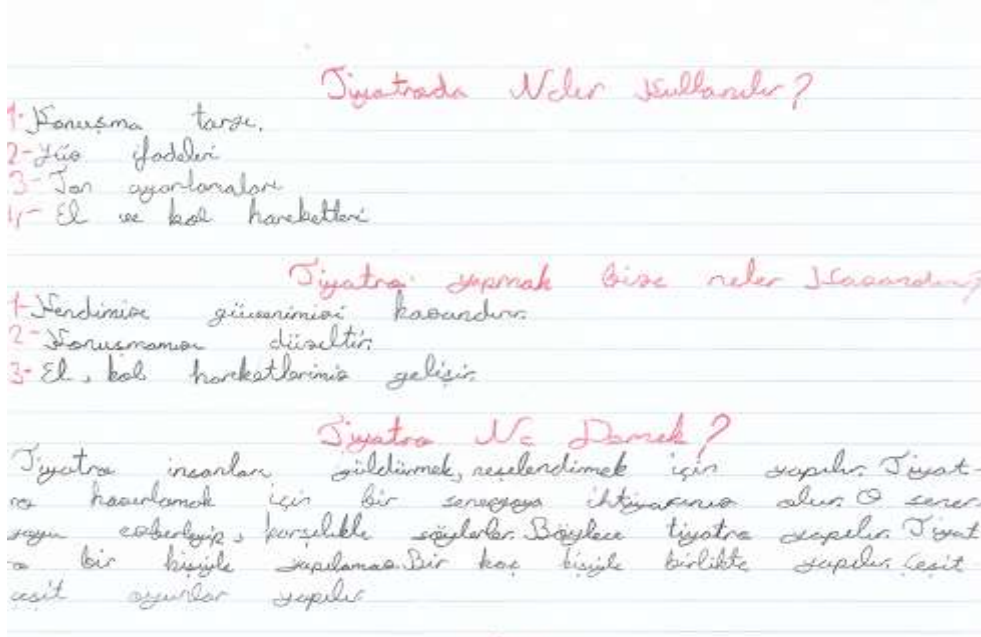 Tiyatroda Neler Kullanılır?
1- Konuşma tarzı.
2- Yüz ifadeleri
3- Ton ayarlamaları
4- El ve kol hareketleri
Tiyatro yapmak bize neler Kazandırır?
1- Kendimize güvenimizi kazandırır.
2- Konuşmamızı düzeltir.
3- El, kol hareketlerimiz gelişir.
Tiyatro Ne Demek?
Tiyatro insanları güldürmek, neşelendirmek için yapılır. Tiyat-
ro hazırlamak için bir senaryoya ihtiyacımız olur. O senar-
yoyu ezberleyip, karşılıklı söylerler. Böylece tiyatro yapılır. Tiyat
ro bir kişiyle yapılamaz. Bir kaç kişiyle birlikte yapılır. Çeşit
çeşit oyunlar yapılır